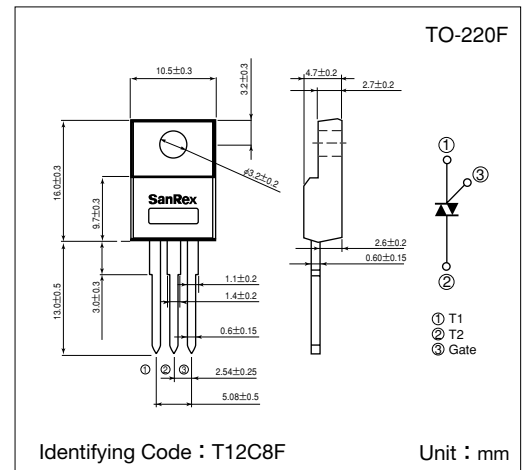 TO-220F
10.5±0.3
3.2±0.3
4.7±0.2
2.7±0.2
16.0±0.3
9.7±0.3
φ3.2±0.2
SanRex
13.0±0.5
3.0±0.3
1.1±0.2
1.4±0.2
0.6±0.15
2.54±0.25
5.08±0.5
① ② ③
2.6±0.2
0.60±0.15
①
③
②
① T1
② T2
③ Gate
Identifying Code：T12C8F
Unit：mm